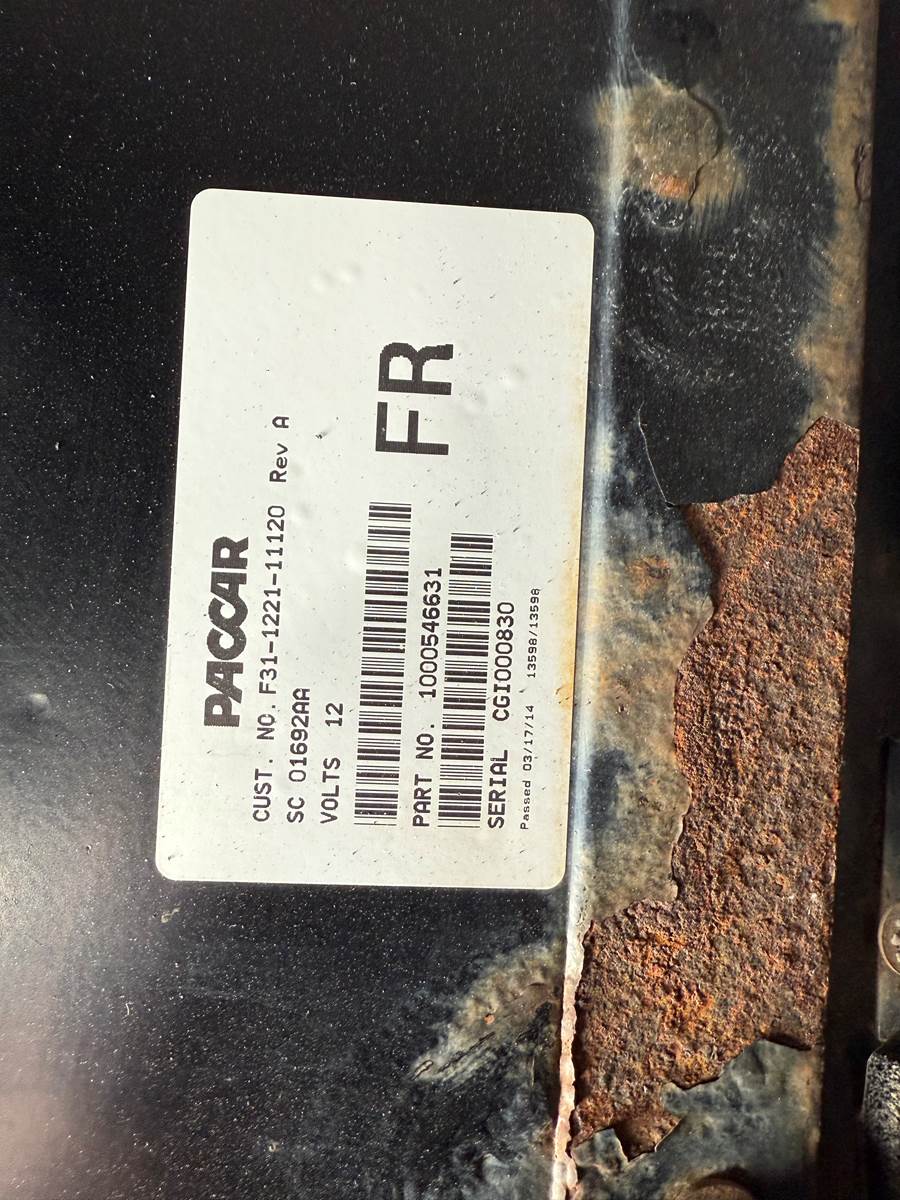 PACCAR
CUST. NO. F31-1221-11120 Rev A
SC 01692AA
VOLTS 12
FR
PART NO. 1000546631
SERIAL CGI000830
Passed 03/17/14 13598/13598